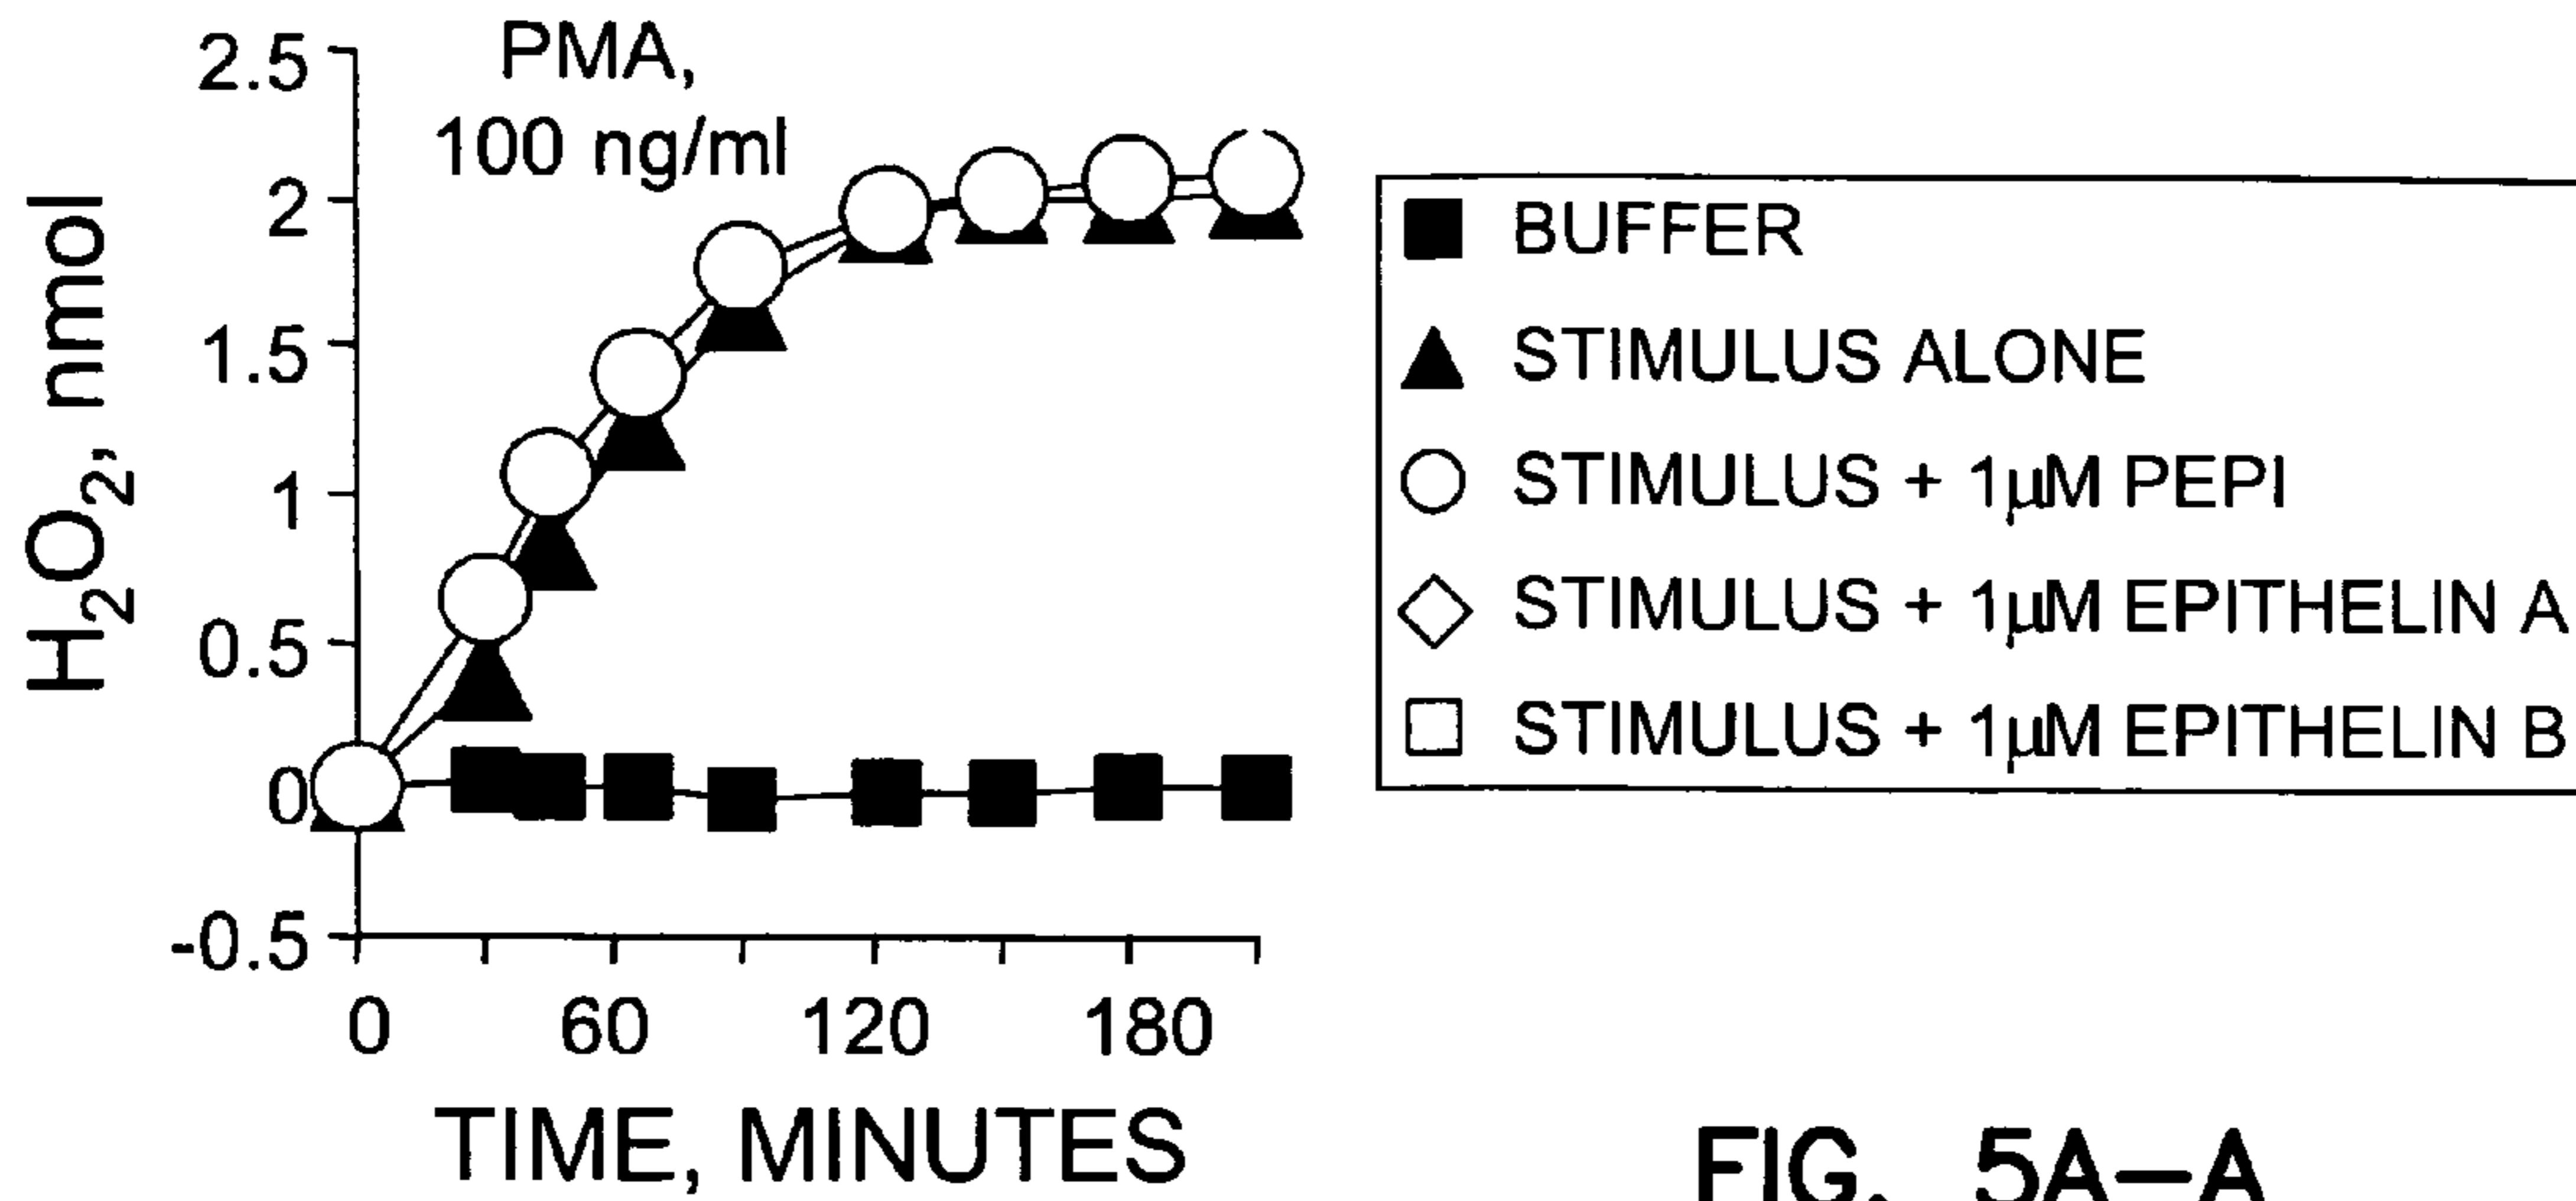 PMA,
100 ng/ml
2.5
2
1.5
1
0.5
0
-0.5
H₂O₂, nmol
0 60 120 180
TIME, MINUTES
BUFFER
STIMULUS ALONE
STIMULUS + 1μM PEPI
STIMULUS + 1μM EPITHELIN A
STIMULUS + 1μM EPITHELIN B
FIG. 5A–A